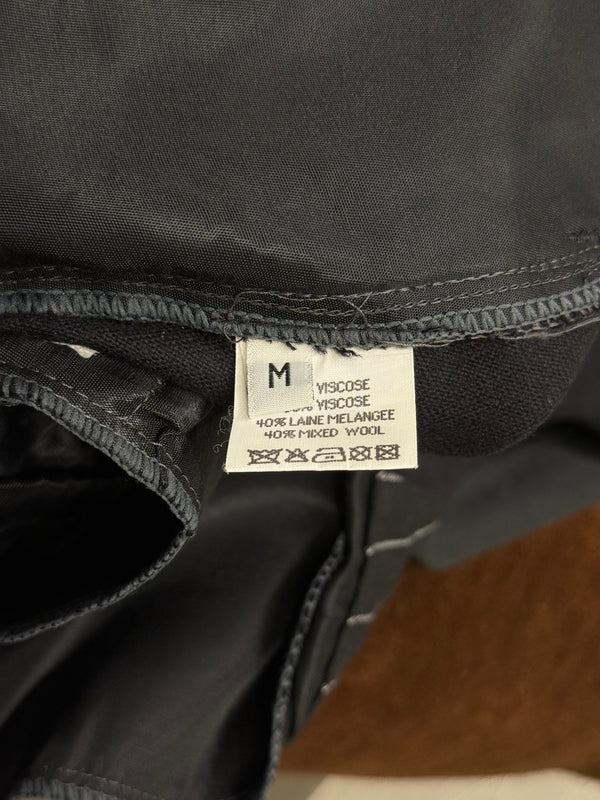 M
VISCOSE
VISCOSE
40% LAINE MELANGEE
40% MIXED WOOL